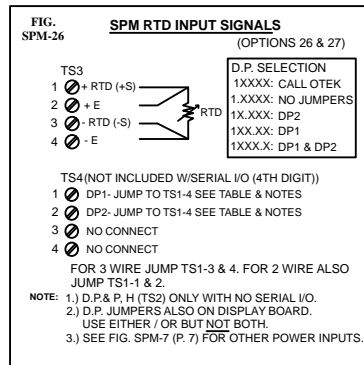 FIG.
SPM-26
SPM RTD INPUT SIGNALS
(OPTIONS 26 & 27)
TS3
1 + RTD (+S)
2 + E
3 - RTD (-S)
4 - E
RTD
D.P. SELECTION
1XXXX: CALL OTEK
1.XXXX: NO JUMPERS
1X.XXX: DP2
1XX.XX: DP1
1XXX.X: DP1 & DP2
TS4(NOT INCLUDED W/SERIAL I/O (4TH DIGIT))
1 DP1- JUMP TO TS1-4 SEE TABLE & NOTES
2 DP2- JUMP TO TS1-4 SEE TABLE & NOTES
3 NO CONNECT
4 NO CONNECT
FOR 3 WIRE JUMP TS1-3 & 4. FOR 2 WIRE ALSO
JUMP TS1-1 & 2.
NOTE: 1.) D.P.& P, H (TS2) ONLY WITH NO SERIAL I/O.
2.) D.P. JUMPERS ALSO ON DISPLAY BOARD.
USE EITHER / OR BUT NOT BOTH.
3.) SEE FIG. SPM-7 (P. 7) FOR OTHER POWER INPUTS.